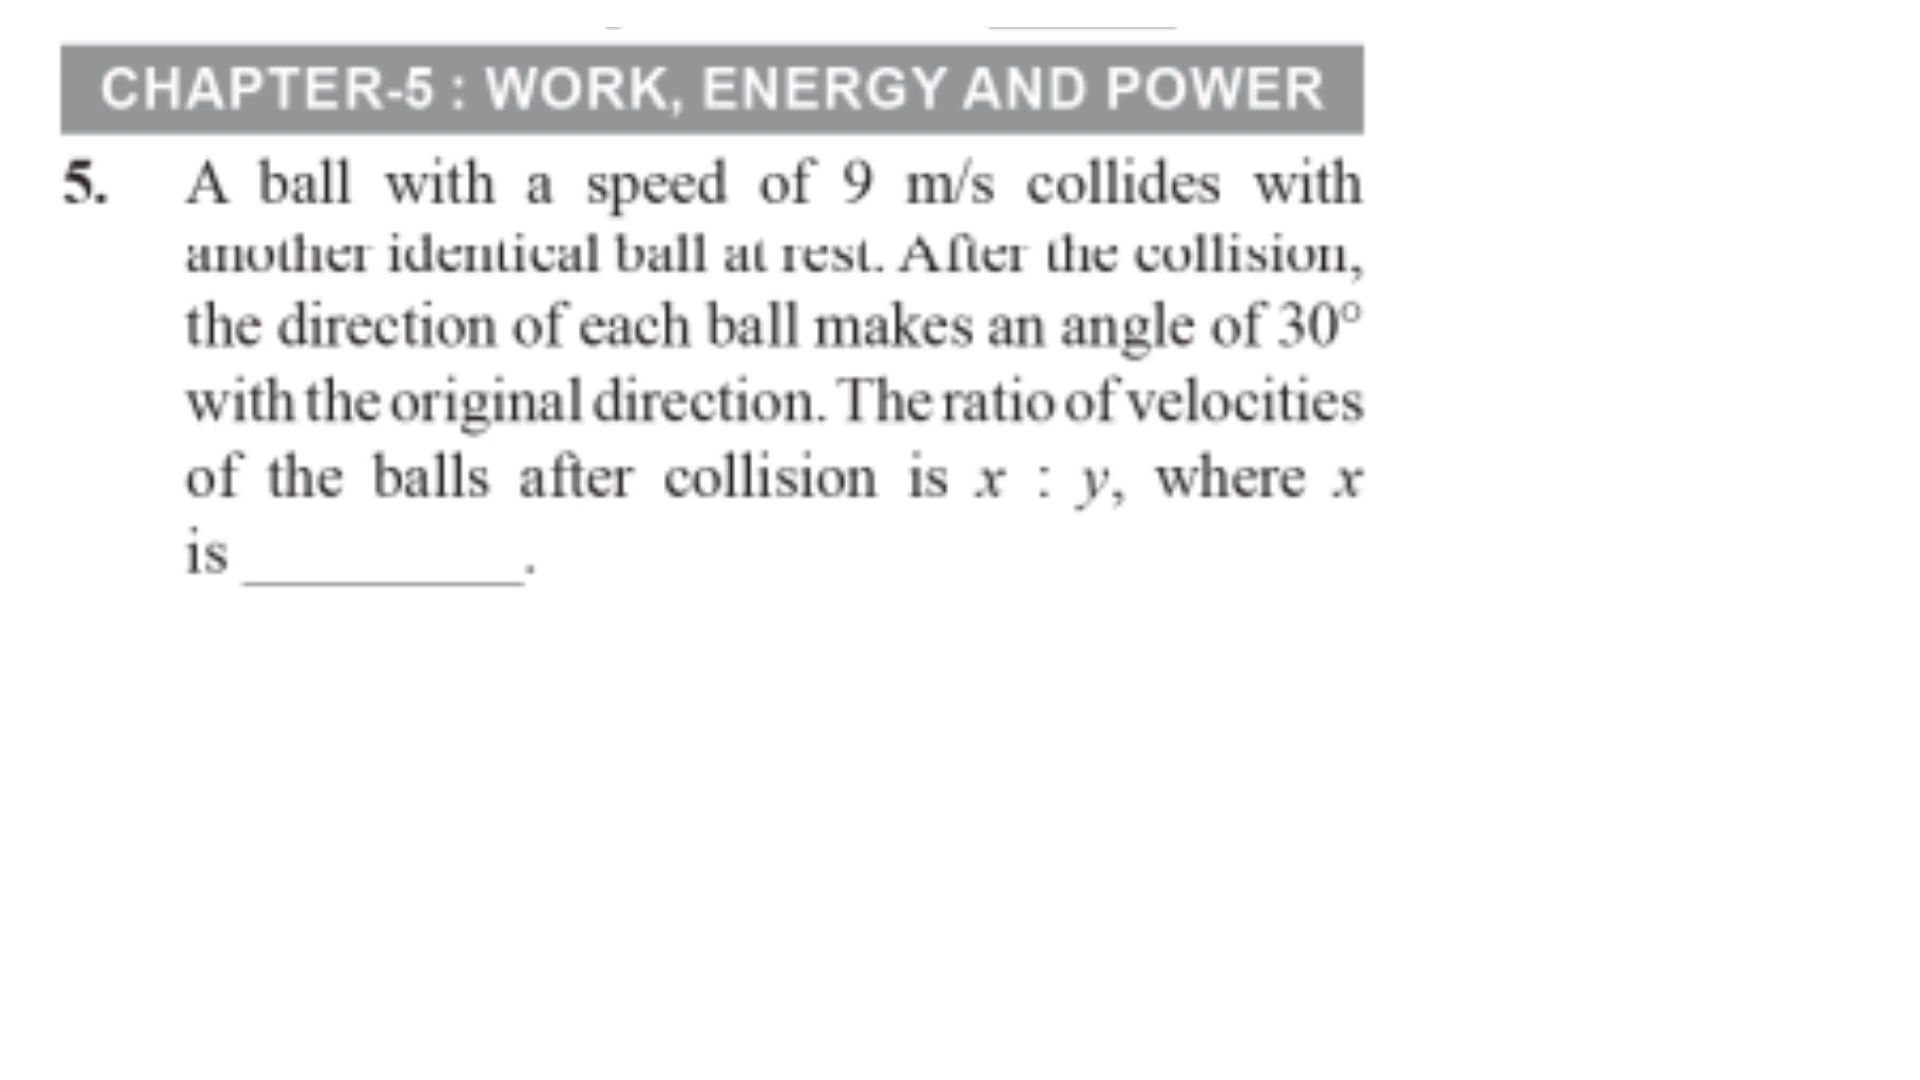 CHAPTER-5 : WORK, ENERGY AND POWER
5. A ball with a speed of 9 m/s collides with
another identical ball at rest. After the collision,
the direction of each ball makes an angle of 30°
with the original direction. The ratio of velocities
of the balls after collision is x : y, where x
is __________.